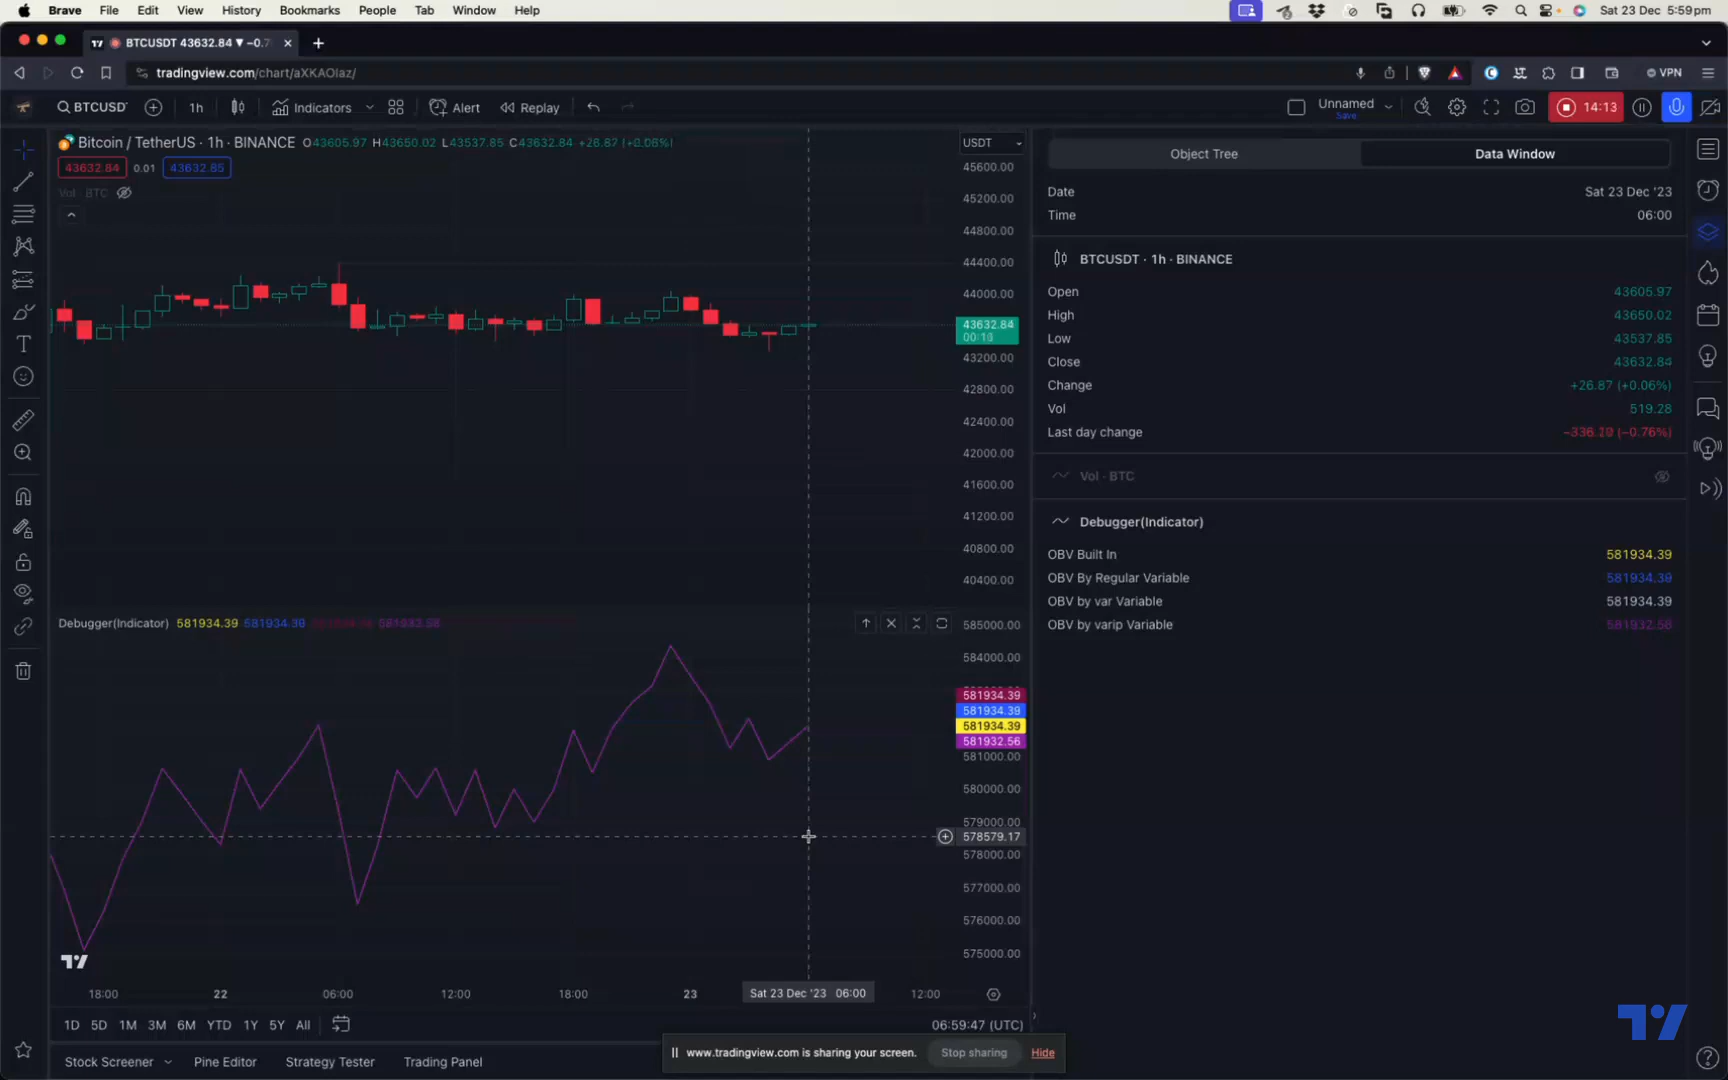 Brave File Edit View History Bookmarks People Tab Window Help Sat 23 Dec 5:59pm
BTCUSDT 43632.84 ▼ −0.7
tradingview.com/chart/aXKAOIaz/ VPN
BTCUSD 1h Indicators Alert Replay Unnamed 14:13
Save
Bitcoin / TetherUS · 1h · BINANCE O43605.97 H43650.02 L43537.85 C43632.84 +26.87 (+0.06%)
USDT
43632.84 0.01 43632.85
Vol · BTC
45600.00
45200.00
44800.00
44400.00
44000.00
43632.84
43200.00
42800.00
42400.00
42000.00
41600.00
41200.00
40800.00
40400.00
Debugger(Indicator) 581934.39 581934.39 581932.56
585000.00
584000.00
581934.39
581934.39
581934.39
581932.56
581000.00
580000.00
579000.00
578579.17
578000.00
577000.00
576000.00
575000.00
18:00 22 06:00 12:00 18:00 23 Sat 23 Dec '23 06:00 12:00
1D 5D 1M 3M 6M YTD 1Y 5Y All 06:59:47 (UTC)
Stock Screener Pine Editor Strategy Tester Trading Panel
www.tradingview.com is sharing your screen. Stop sharing Hide
Object Tree Data Window
Date Sat 23 Dec '23
Time 06:00
BTCUSDT · 1h · BINANCE
Open 43605.97
High 43650.02
Low 43537.85
Close 43632.84
Change +26.87 (+0.06%)
Vol 519.28
Last day change (−0.76%)
Vol · BTC
Debugger(Indicator)
OBV Built In 581934.39
OBV By Regular Variable 581934.39
OBV by var Variable 581934.39
OBV by varip Variable 581932.56